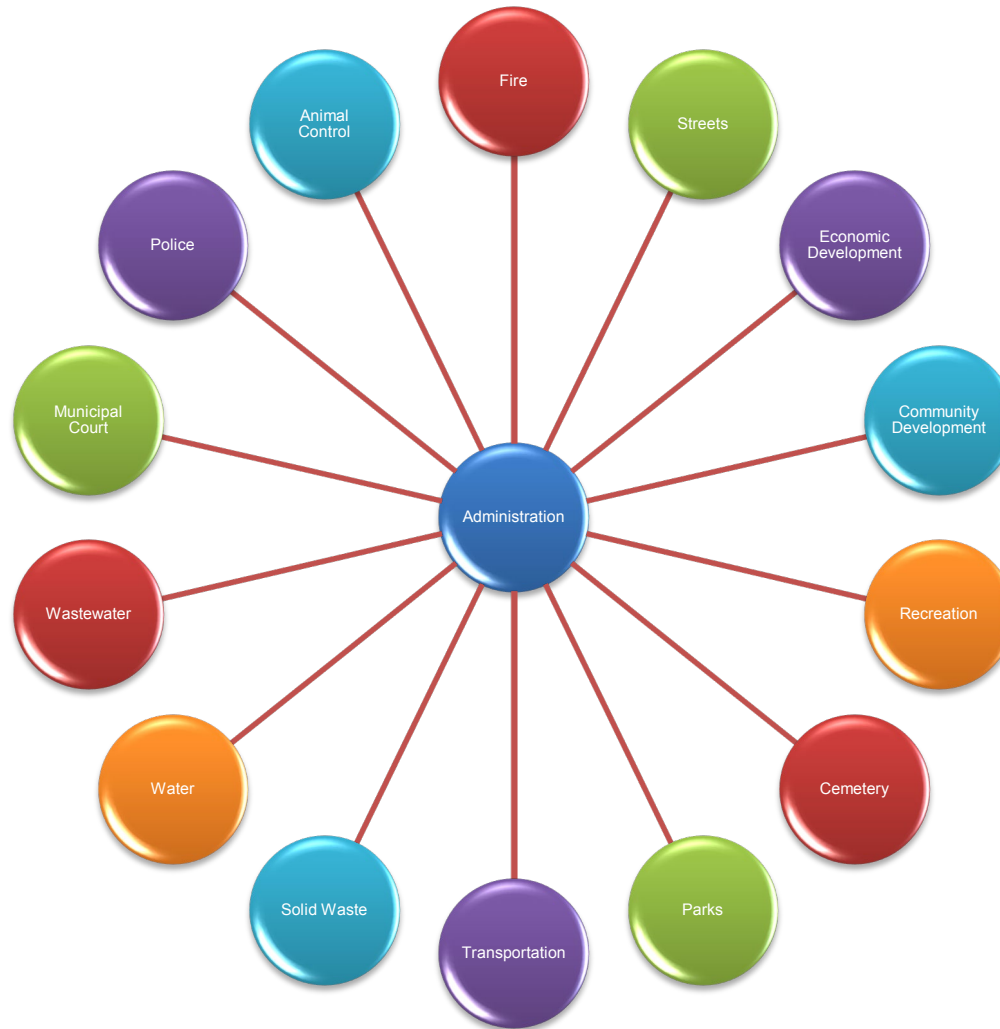 Fire
Animal
Control
Streets
Police
Economic
Development
Municipal
Court
Community
Development
Administration
Wastewater
Recreation
Water
Cemetery
Solid Waste
Parks
Transportation